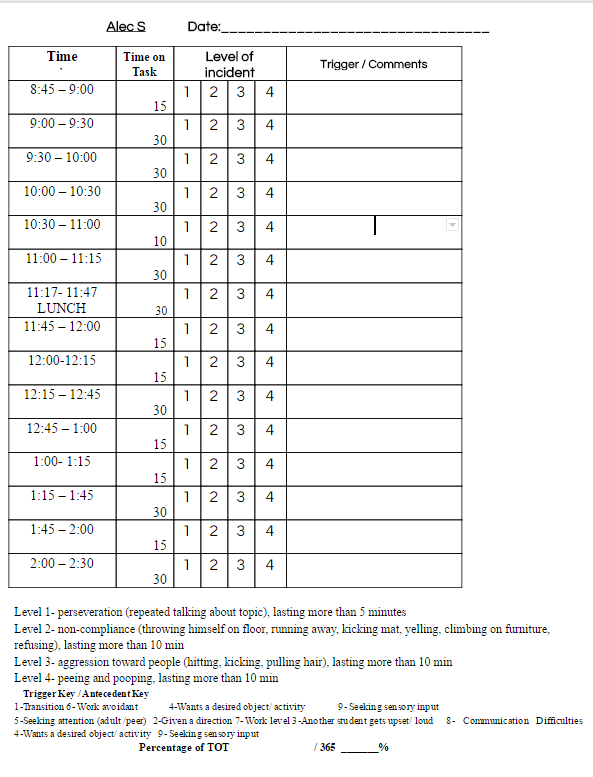 Alec S Date:________________________________
Time Time on Task Level of incident Trigger / Comments
8:45 – 9:00 15 1 2 3 4
9:00 – 9:30 30 1 2 3 4
9:30 – 10:00 30 1 2 3 4
10:00 – 10:30 30 1 2 3 4
10:30 – 11:00 10 1 2 3 4
11:00 – 11:15 30 1 2 3 4
11:17- 11:47 LUNCH 30 1 2 3 4
11:45 – 12:00 15 1 2 3 4
12:00-12:15 15 1 2 3 4
12:15 – 12:45 30 1 2 3 4
12:45 – 1:00 15 1 2 3 4
1:00- 1:15 15 1 2 3 4
1:15 – 1:45 30 1 2 3 4
1:45 – 2:00 15 1 2 3 4
2:00 – 2:30 30 1 2 3 4
Level 1- perseveration (repeated talking about topic), lasting more than 5 minutes
Level 2- non-compliance (throwing himself on floor, running away, kicking mat, yelling, climbing on furniture,
refusing), lasting more than 10 min
Level 3- aggression toward people (hitting, kicking, pulling hair), lasting more than 10 min
Level 4- peeing and pooping, lasting more than 10 min
Trigger Key / Antecedent Key
1-Transition 6- Work avoidant 4-Wants a desired object/ activity 9- Seeking sensory input
5-Seeking attention (adult /peer) 2-Given a direction 7- Work level 3-Another student gets upset/ loud 8- Communication Difficulties
4-Wants a desired object/ activity 9- Seeking sensory input
Percentage of TOT / 365 ______%